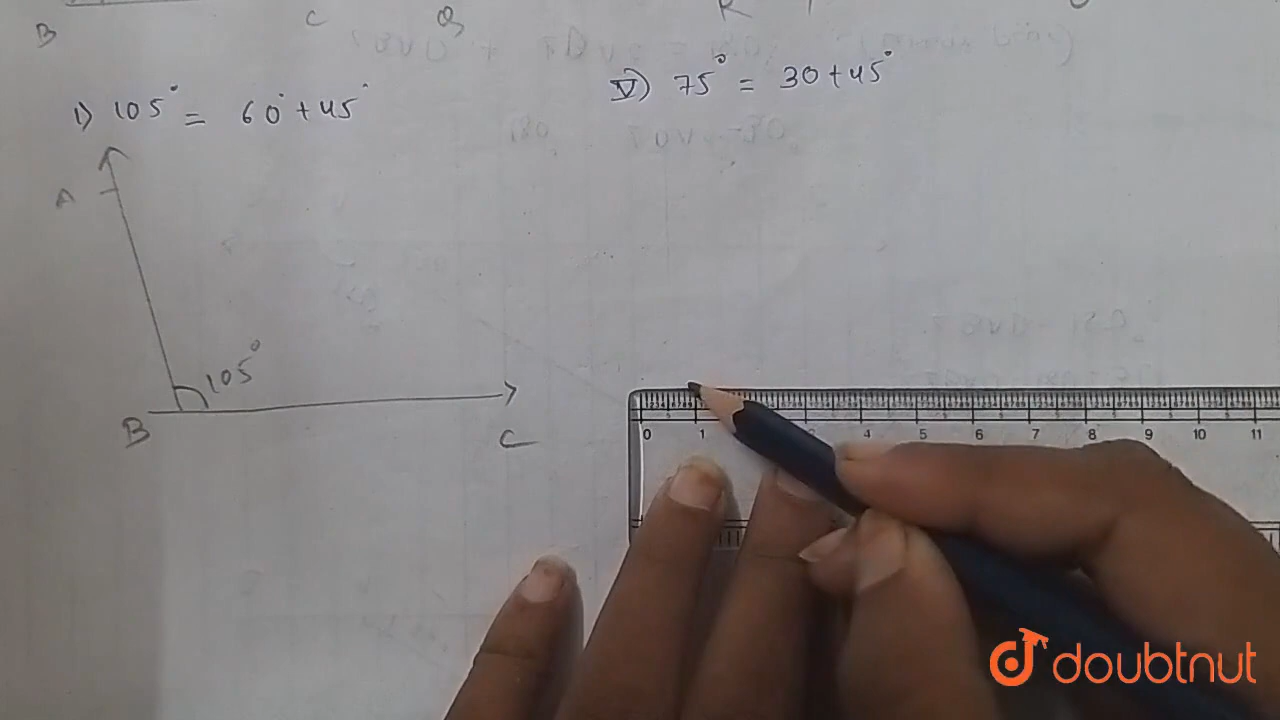 B C Q R
1) 105° = 60° + 45°
V) 75° = 30 + 45°
A
105°
B C
0 1 3 4 5 6 7 8 9 10 11
doubtnut